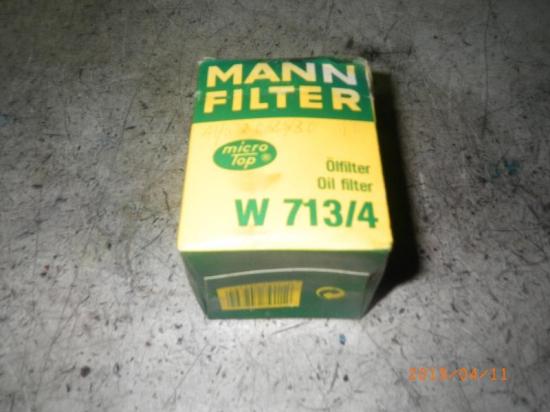 MANN
FILTER
micro
Top®
Ölfilter
Oil filter
W 713/4
2013/04/11